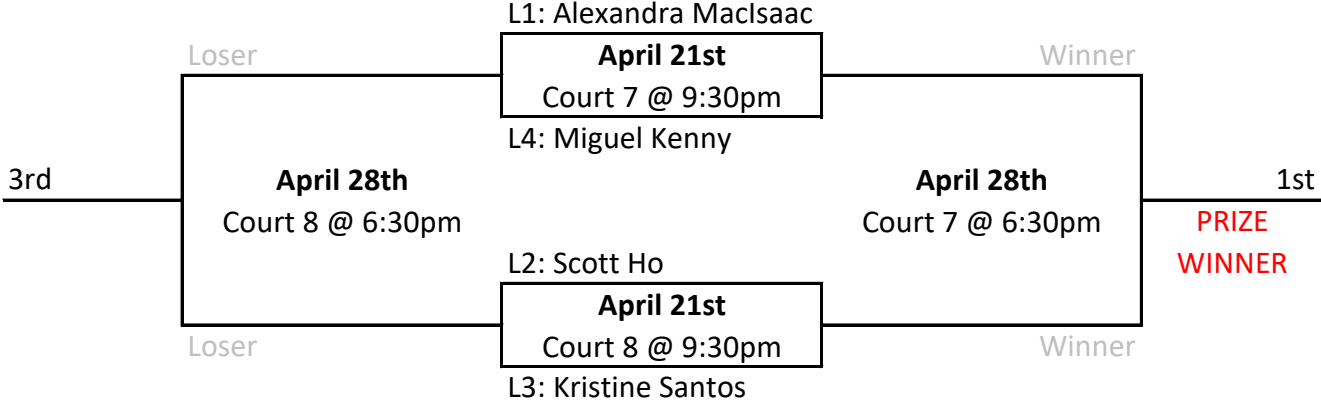 L1: Alexandra MacIsaac
Loser
April 21st
Winner
Court 7 @ 9:30pm
L4: Miguel Kenny
3rd
April 28th
April 28th
1st
Court 8 @ 6:30pm
Court 7 @ 6:30pm
PRIZE
WINNER
L2: Scott Ho
April 21st
Loser
Court 8 @ 9:30pm
Winner
L3: Kristine Santos